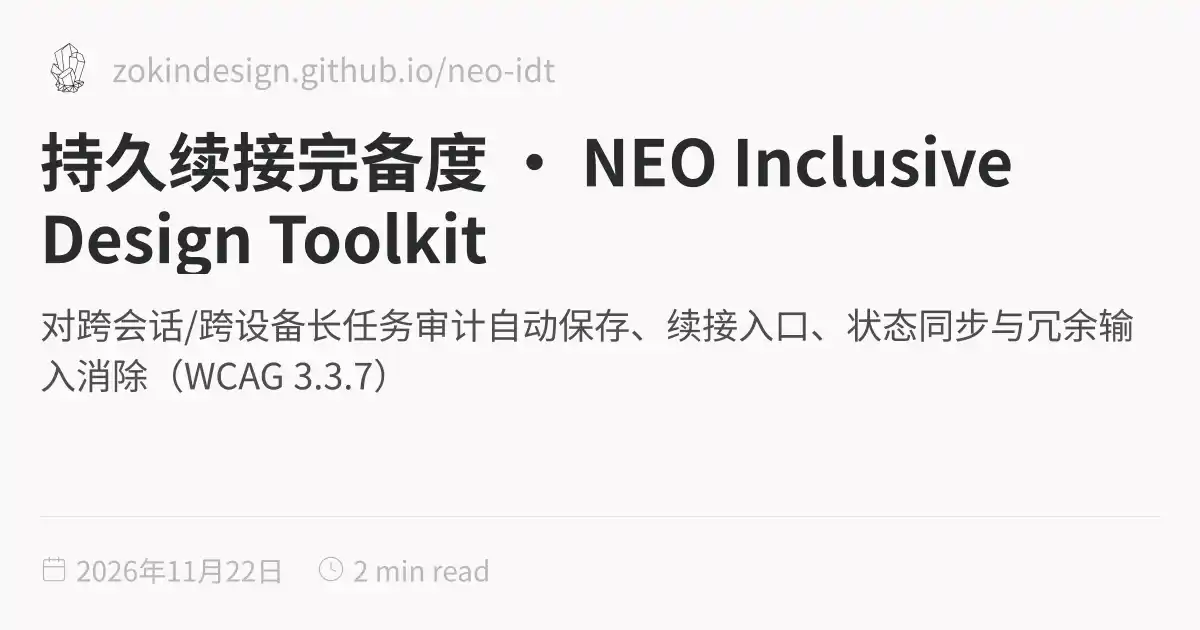 zokindesign.github.io/neo-idt
持久续接完备度 · NEO Inclusive
Design Toolkit
对跨会话/跨设备长任务审计自动保存、续接入口、状态同步与冗余输
入消除（WCAG 3.3.7）
2026年11月22日 2 min read